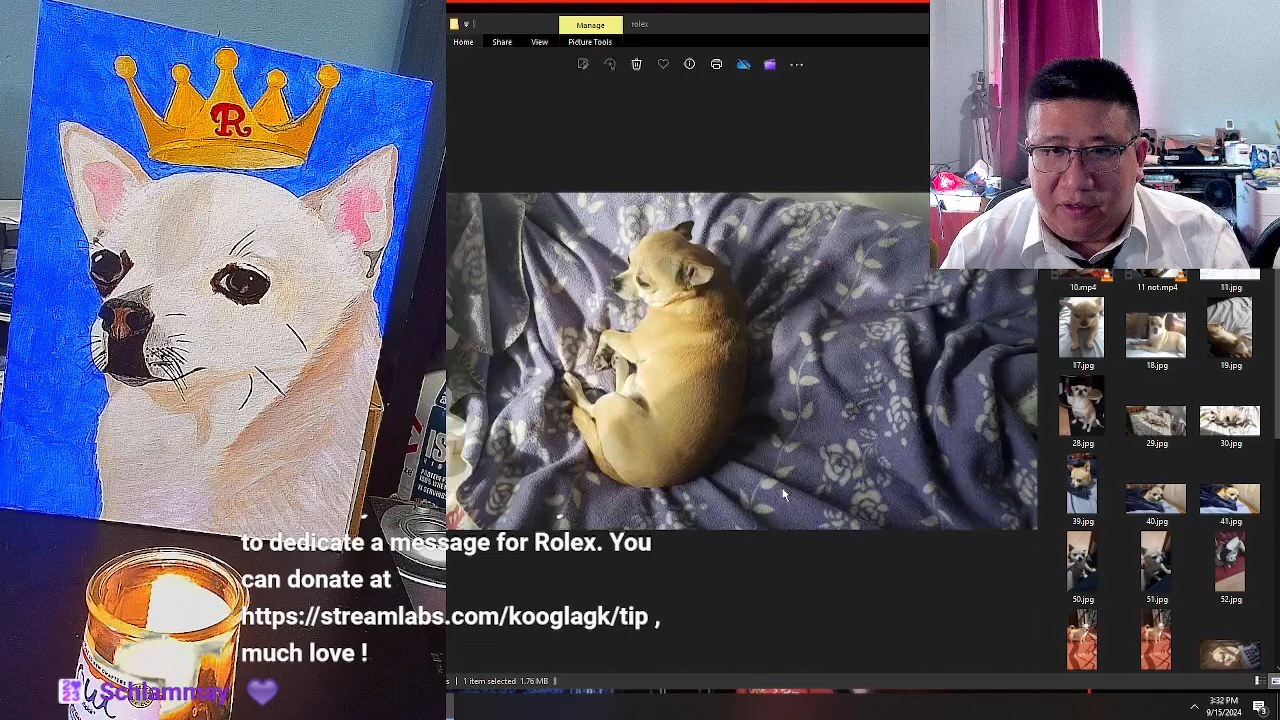 Manage
rolex
Home
Share
View
Picture Tools
R
10.mp4
11 not.mp4
11.jpg
17.jpg
18.jpg
19.jpg
28.jpg
29.jpg
30.jpg
39.jpg
40.jpg
41.jpg
50.jpg
51.jpg
52.jpg
to dedicate a message for Rolex. You
can donate at
https://streamlabs.com/kooglagk/tip ,
much love !
Schlammay
1 item selected 1.76 MB
3:32 PM
9/15/2024